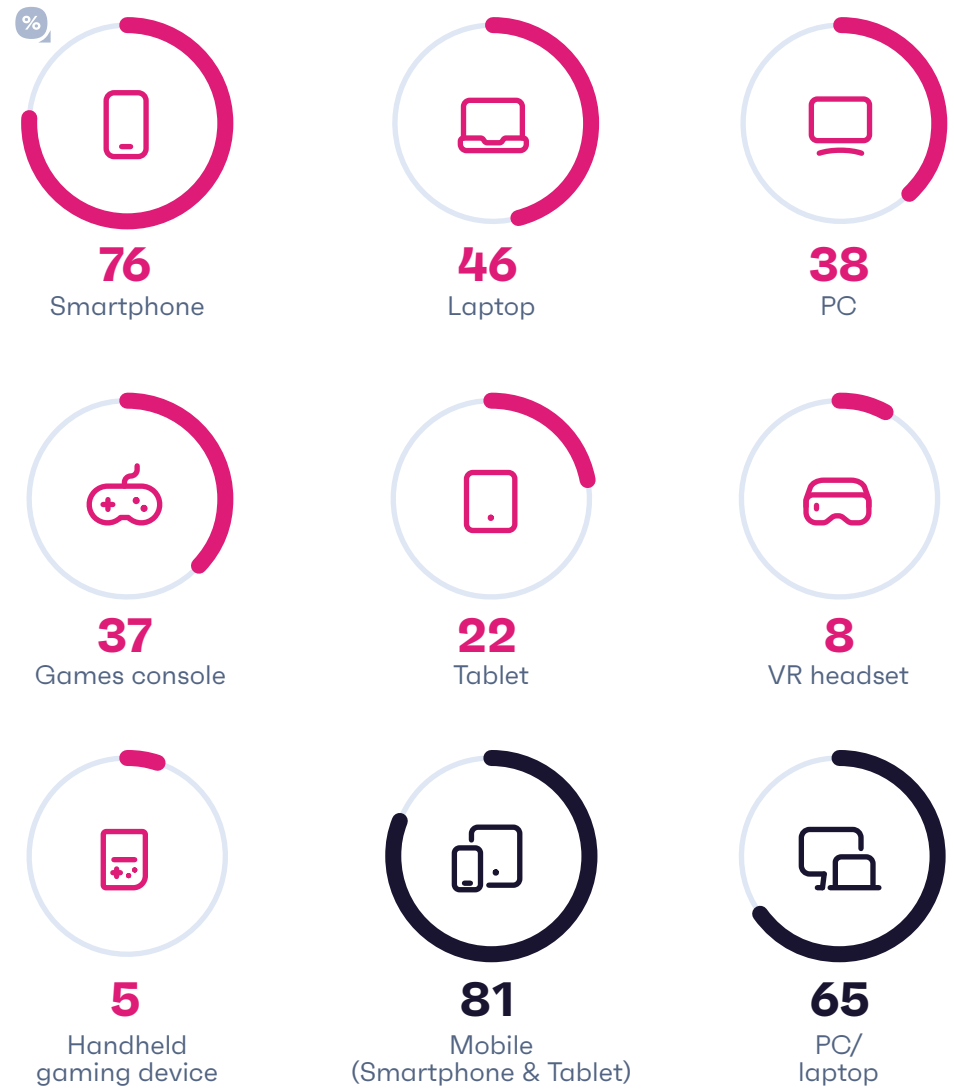 %
76
Smartphone
46
Laptop
38
PC
37
Games console
22
Tablet
8
VR headset
5
Handheld
gaming device
81
Mobile
(Smartphone & Tablet)
65
PC/
laptop